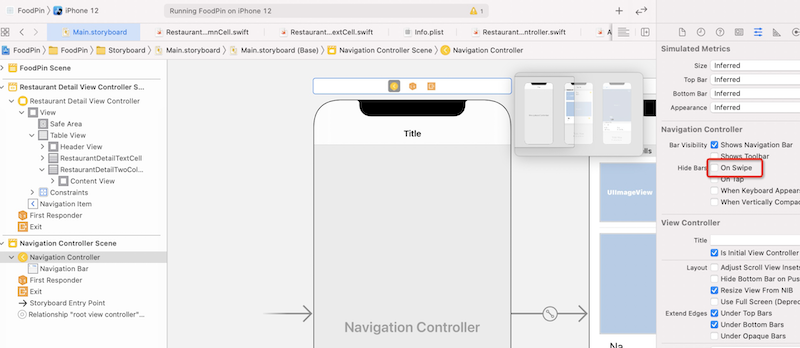 FoodPin
iPhone 12
Running FoodPin on iPhone 12
1
Main.storyboard
Restaurant...mnCell.swift
Restaurant...extCell.swift
Info.plist
Restaurant...ntroller.swift
A
FoodPin
FoodPin
Storyboard
Main.storyboard
Main.storyboard (Base)
Navigation Controller Scene
Navigation Controller
FoodPin Scene
Restaurant Detail View Controller S...
Restaurant Detail View Controller
View
Safe Area
Table View
Header View
RestaurantDetailTextCell
RestaurantDetailTwoCol...
Content View
Constraints
Navigation Item
First Responder
Exit
Navigation Controller Scene
Navigation Controller
Navigation Bar
First Responder
Exit
Storyboard Entry Point
Relationship "root view controller"...
Title
Navigation Controller
ils
UIImageView
Na
Simulated Metrics
Size Inferred
Top Bar Inferred
Bottom Bar Inferred
Appearance Inferred
Navigation Controller
Bar Visibility Shows Navigation Bar
Shows Toolbar
Hide Bars On Swipe
On Tap
When Keyboard Appears
When Vertically Compac
View Controller
Title
Is Initial View Controller
Layout Adjust Scroll View Insets
Hide Bottom Bar on Pus
Resize View From NIB
Use Full Screen (Deprec
Extend Edges Under Top Bars
Under Bottom Bars
Under Opaque Bars